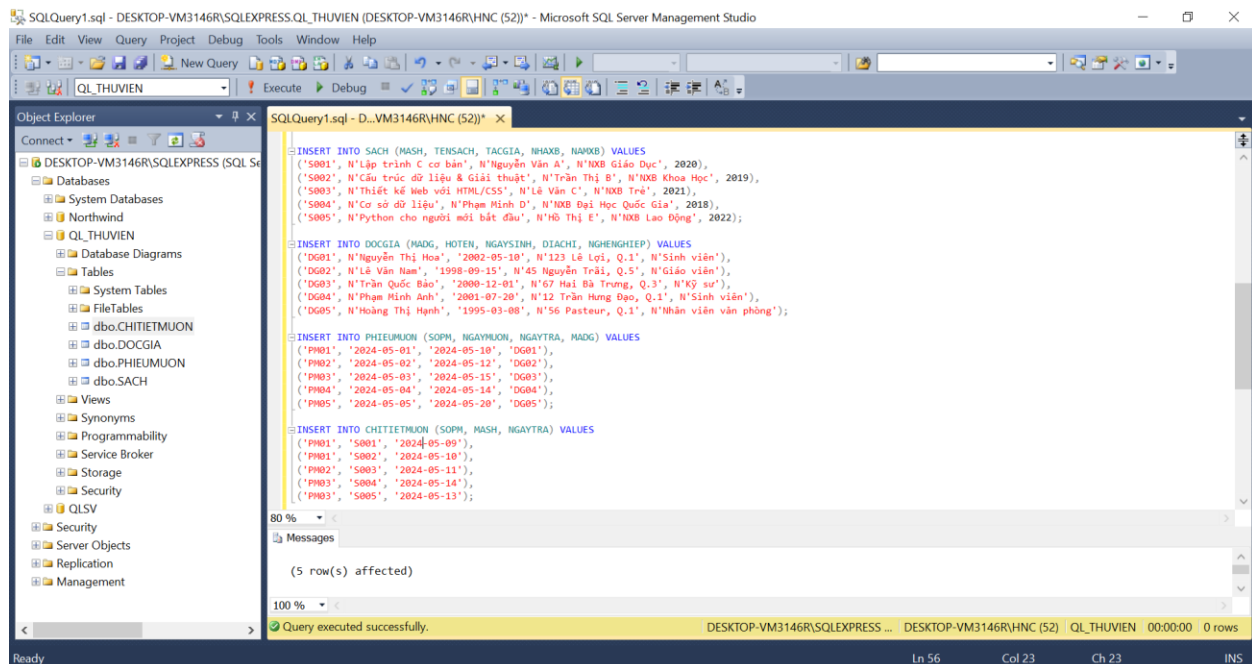 SQLQuery1.sql - DESKTOP-VM3146R\SQLEXPRESS.QL_THUVIEN (DESKTOP-VM3146R\HNC (52))* - Microsoft SQL Server Management Studio
File Edit View Query Project Debug Tools Window Help
New Query
QL_THUVIEN
Execute Debug
Object Explorer
Connect
DESKTOP-VM3146R\SQLEXPRESS (SQL Se
Databases
System Databases
Northwind
QL_THUVIEN
Database Diagrams
Tables
System Tables
FileTables
dbo.CHITIETMUON
dbo.DOCGIA
dbo.PHIEUMUON
dbo.SACH
Views
Synonyms
Programmability
Service Broker
Storage
Security
QLSV
Security
Server Objects
Replication
Management
SQLQuery1.sql - D...VM3146R\HNC (52))*
INSERT INTO SACH (MASH, TENSACH, TACGIA, NHAXB, NAMXB) VALUES
('S001', N'Lập trình C cơ bản', N'Nguyễn Văn A', N'NXB Giáo Dục', 2020),
('S002', N'Cấu trúc dữ liệu & Giải thuật', N'Trần Thị B', N'NXB Khoa Học', 2019),
('S003', N'Thiết kế Web với HTML/CSS', N'Lê Văn C', N'NXB Trẻ', 2021),
('S004', N'Cơ sở dữ liệu', N'Phạm Minh D', N'NXB Đại Học Quốc Gia', 2018),
('S005', N'Python cho người mới bắt đầu', N'Hồ Thị E', N'NXB Lao Động', 2022);
INSERT INTO DOCGIA (MADG, HOTEN, NGAYSINH, DIACHI, NGHENGHIEP) VALUES
('DG01', N'Nguyễn Thị Hoa', '2002-05-10', N'123 Lê Lợi, Q.1', N'Sinh viên'),
('DG02', N'Lê Văn Nam', '1998-09-15', N'45 Nguyễn Trãi, Q.5', N'Giáo viên'),
('DG03', N'Trần Quốc Bảo', '2000-12-01', N'67 Hai Bà Trưng, Q.3', N'Kỹ sư'),
('DG04', N'Phạm Minh Anh', '2001-07-20', N'12 Trần Hưng Đạo, Q.1', N'Sinh viên'),
('DG05', N'Hoàng Thị Hạnh', '1995-03-08', N'56 Pasteur, Q.1', N'Nhân viên văn phòng');
INSERT INTO PHIEUMUON (SOPM, NGAYMUON, NGAYTRA, MADG) VALUES
('PM01', '2024-05-01', '2024-05-10', 'DG01'),
('PM02', '2024-05-02', '2024-05-12', 'DG02'),
('PM03', '2024-05-03', '2024-05-15', 'DG03'),
('PM04', '2024-05-04', '2024-05-14', 'DG04'),
('PM05', '2024-05-05', '2024-05-20', 'DG05');
INSERT INTO CHITIETMUON (SOPM, MASH, NGAYTRA) VALUES
('PM01', 'S001', '2024-05-09'),
('PM01', 'S002', '2024-05-10'),
('PM02', 'S003', '2024-05-11'),
('PM03', 'S004', '2024-05-14'),
('PM03', 'S005', '2024-05-13');
80 %
Messages
(5 row(s) affected)
100 %
Query executed successfully. DESKTOP-VM3146R\SQLEXPRESS ... DESKTOP-VM3146R\HNC (52) QL_THUVIEN 00:00:00 0 rows
Ready Ln 56 Col 23 Ch 23 INS